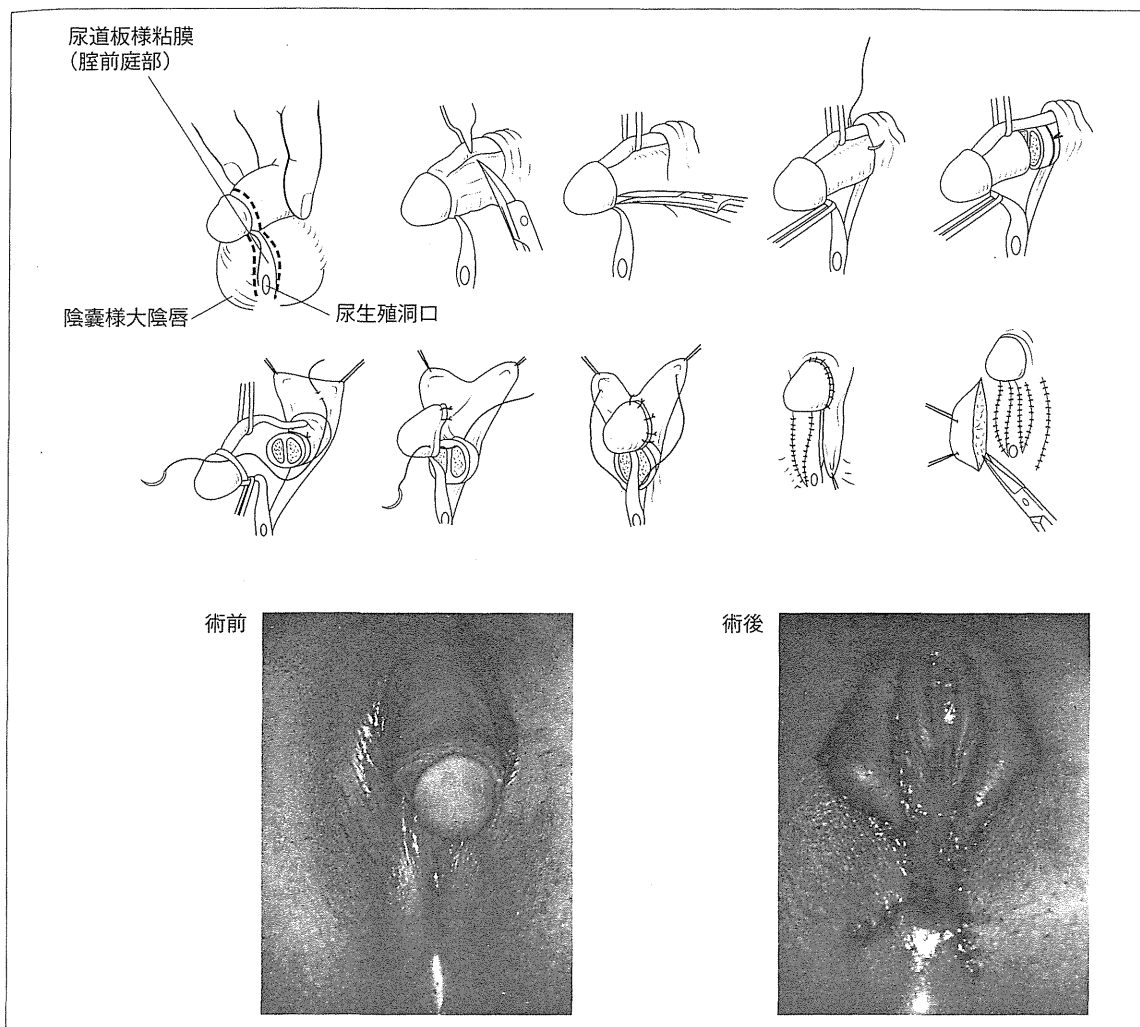 尿道板様粘膜
（腟前庭部）
陰嚢様大陰唇
尿生殖洞口
術前
術後